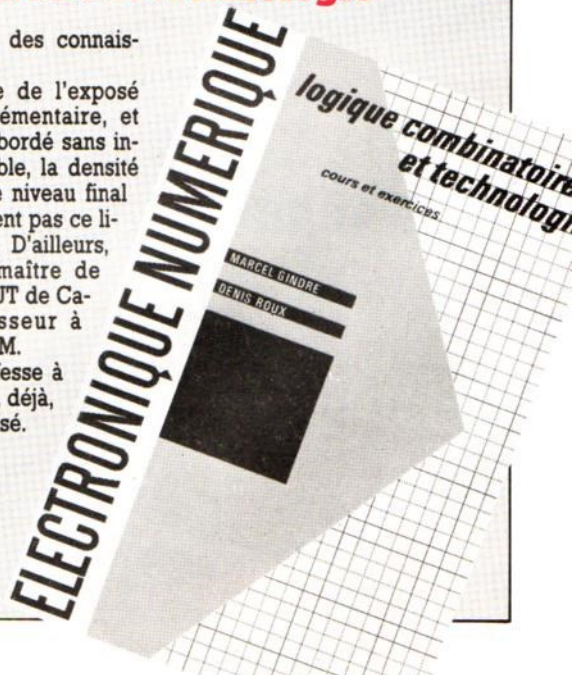 des connais-
e de l'exposé
émentaire, et
bordé sans in-
ble, la densité
e niveau final
ent pas ce li-
D'ailleurs,
maître de
UT de Ca-
sseur à
M.
esse à
déjà,
sé.
ELECTRONIQUE NUMERIQUE
logique combinatoire
et technologi
cours et exercices
MARCEL GINDRE
DENIS ROUX